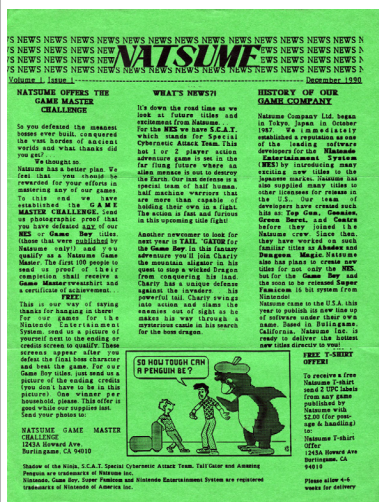 S NEWS NEWS NEWS NEWS NEWS NEWS NEWS NEWS NEWS N
NATSUME
Volume 1 Issue 1
December 1990
NATSUME OFFERS THE
GAME MASTER
CHALLENGE
So you defeated the meanest
bosses ever built, conquered
the vast hordes of ancient
worlds and what thanks did
you get?.
We thought so.
Natsume has a better plan. We
feel that you should be
rewarded for your efforts in
mastering any of our games.
To this end we have
established the GAME
MASTER CHALLENGE. Send
us photographic proof that
you have defeated ANY of our
NES or Game Boy titles.
(those that were published by
Natsume only!) and you
qualify as a Natsume Game
Master. The first 100 people to
send us proof of their
completion shall receive a
Game Master sweatshirt and
a certificate of achievement...
FREE!
This is our way of saying
thanks for hanging in there!
For our games for the
Nintendo Entertainment
System, send us a picture of
yourself next to the ending or
credits screen to qualify. These
screens appear after you
defeat the final boss character
and beat the game. For our
Game Boy titles, just send us a
picture of the ending credits
(you don't have to be in this
picture). One winner per
household, please. This offer is
good while our supplies last.
Send your photos to:
NATSUME GAME MASTER
CHALLENGE
1243A Howard Ave.
Burlingame, CA 94010
WHAT'S NEWS?!
It's down the road time as we
look at future titles and
excitement from Natsume...
For the NES we have S.C.A.T.
which stands for Special
Cybernetic Attack Team. This
hot 1 or 2 player action
adventure game is set in the
far flung future where an
alien menace is out to destroy
the Earth. Our last defense is a
special team of half human,
half machine warriors that
are more than capable of
holding their own in a fight.
The action is fast and furious
in this upcoming title fight!
Another newcomer to look for
next year is TAIL 'GATOR for
the Game Boy. In this fantasy
adventure you'll join Charly
the mountain alligator in his
quest to stop a wicked Dragon
from conquering his land.
Charly has a unique defense
against the invaders: his
powerful tail. Charly swings
into action and slams the
enemies out of sight as he
makes his way through a
mysterious castle in his search
for the boss dragon.
HISTORY OF OUR
GAME COMPANY
Natsume Company Ltd. began
in Tokyo, Japan in October
1987. We immediately
established a reputation as one
of the leading software
developers for the Nintendo
Entertainment System
(NES) by introducing many
exciting new titles to the
Japanese market. Natsume has
also supplied many titles to
other licensees for release in
the U.S. Our team of
developers have created such
hits as: Top Gun, Goonies,
Green Beret, and Contra
before they joined the
Natsume crew. Since then,
they have worked on such
familiar titles as Abadox and
Dungeon Magic. Natsume
also has plans to create new
titles for not only the NES,
but for the Game Boy and
the soon to be released Super
Famicom 16 bit system from
Nintendo!
Natsume came to the U.S. this
year to publish its new line up
of software under their own
name. Based in Bulingame,
California, Natsume Inc. is
ready to deliver the hottest
new titles directly to you!
SO HOW TOUGH CAN
A PENGUIN BE?
FREE T-SHIRT
OFFER!
To receive a free
Natsume T-shirt
send 2 UPC labels
from any game
published by
Natsume with
$2.00 (for post-
age & handling)
to:
Natsume T-shirt
Offer
1243A Howard Ave
Burlingame, CA
94010
Please allow 4-6
weeks for delivery
Shadow of the Ninja, S.C.A.T. Special Cybernetic Attack Team, Tail'Gator and Amazing
Penguin are trademarks of Natsume Inc.
Nintendo, Game Boy, Super Famicom and Nintendo Entertainment System are registered
trademarks of Nintendo of America Inc.